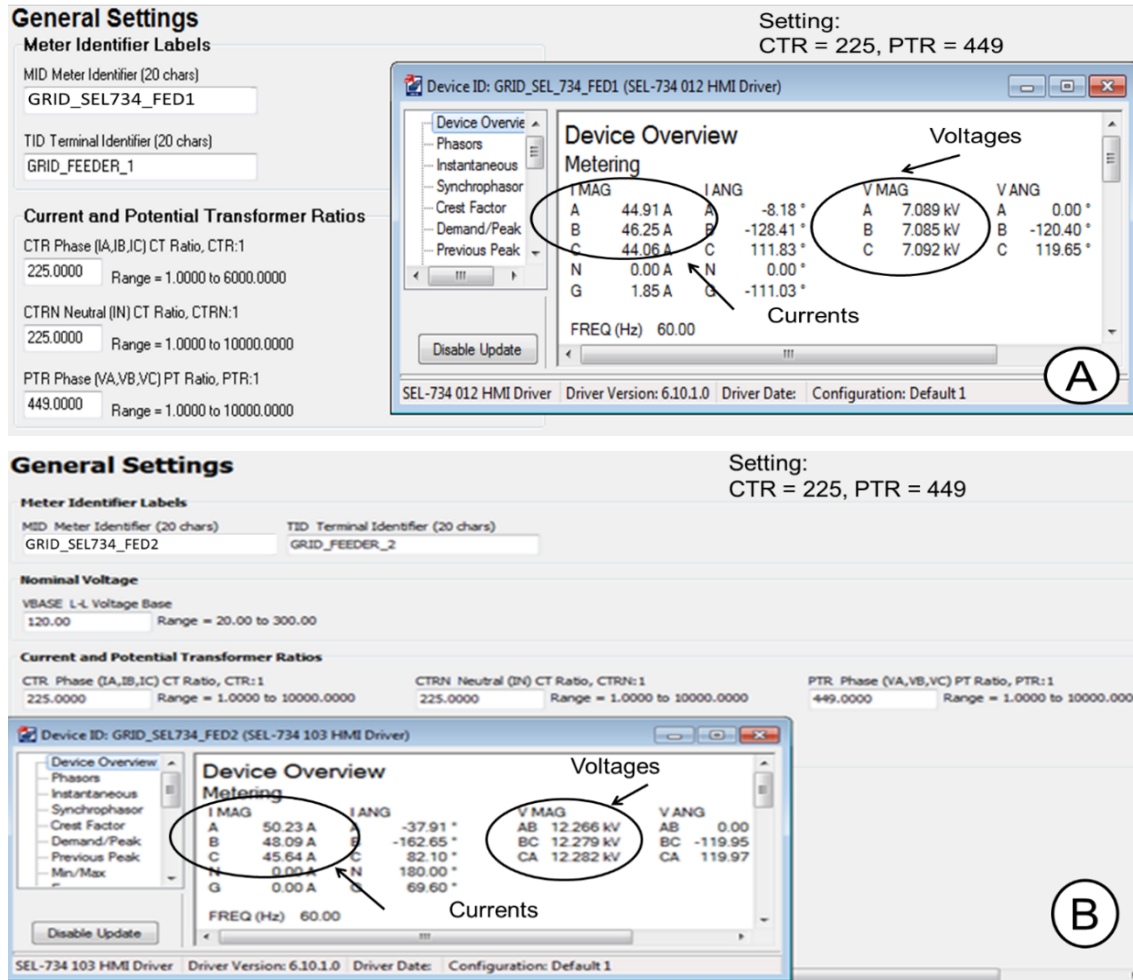 General Settings
Setting:
CTR = 225, PTR = 449
Meter Identifier Labels
MID Meter Identifier (20 chars)
GRID_SEL734_FED1
TID Terminal Identifier (20 chars)
GRID_FEEDER_1
Current and Potential Transformer Ratios
CTR Phase (IA,IB,IC) CT Ratio, CTR:1
225.0000 Range = 1.0000 to 6000.0000
CTRN Neutral (IN) CT Ratio, CTRN:1
225.0000 Range = 1.0000 to 10000.0000
PTR Phase (VA,VB,VC) PT Ratio, PTR:1
449.0000 Range = 1.0000 to 10000.0000
Device ID: GRID_SEL_734_FED1 (SEL-734 012 HMI Driver)
Device Overvie
Phasors
Instantaneous
Synchrophasor
Crest Factor
Demand/Peak
Previous Peak
Disable Update
Device Overview
Voltages
Metering
I MAG I ANG V MAG V ANG
A 44.91 A A -8.18 ° A 7.089 kV A 0.00 °
B 46.25 A B -128.41 ° B 7.085 kV B -120.40 °
C 44.06 A C 111.83 ° C 7.092 kV C 119.65 °
N 0.00 A N 0.00 °
G 1.85 A G -111.03 °
Currents
FREQ (Hz) 60.00
SEL-734 012 HMI Driver Driver Version: 6.10.1.0 Driver Date: Configuration: Default 1
A
General Settings
Setting:
CTR = 225, PTR = 449
Meter Identifier Labels
MID Meter Identifier (20 chars) TID Terminal Identifier (20 chars)
GRID_SEL734_FED2 GRID_FEEDER_2
Nominal Voltage
VBASE L-L Voltage Base
120.00 Range = 20.00 to 300.00
Current and Potential Transformer Ratios
CTR Phase (IA,IB,IC) CT Ratio, CTR:1 CTRN Neutral (IN) CT Ratio, CTRN:1 PTR Phase (VA,VB,VC) PT Ratio, PTR:1
225.0000 Range = 1.0000 to 10000.0000 225.0000 Range = 1.0000 to 10000.0000 449.0000 Range = 1.0000 to 10000.000
Device ID: GRID_SEL734_FED2 (SEL-734 103 HMI Driver)
Device Overview
Phasors
Instantaneous
Synchrophasor
Crest Factor
Demand/Peak
Previous Peak
Min/Max
Disable Update
Device Overview
Voltages
Metering
I MAG I ANG V MAG V ANG
A 50.23 A A -37.91 ° AB 12.266 kV AB 0.00
B 48.09 A B -162.65 ° BC 12.279 kV BC -119.95
C 45.64 A C 82.10 ° CA 12.282 kV CA 119.97
N 0.00 A N 180.00 °
G 0.00 A G 69.60 °
Currents
FREQ (Hz) 60.00
SEL-734 103 HMI Driver Driver Version: 6.10.1.0 Driver Date: Configuration: Default 1
B